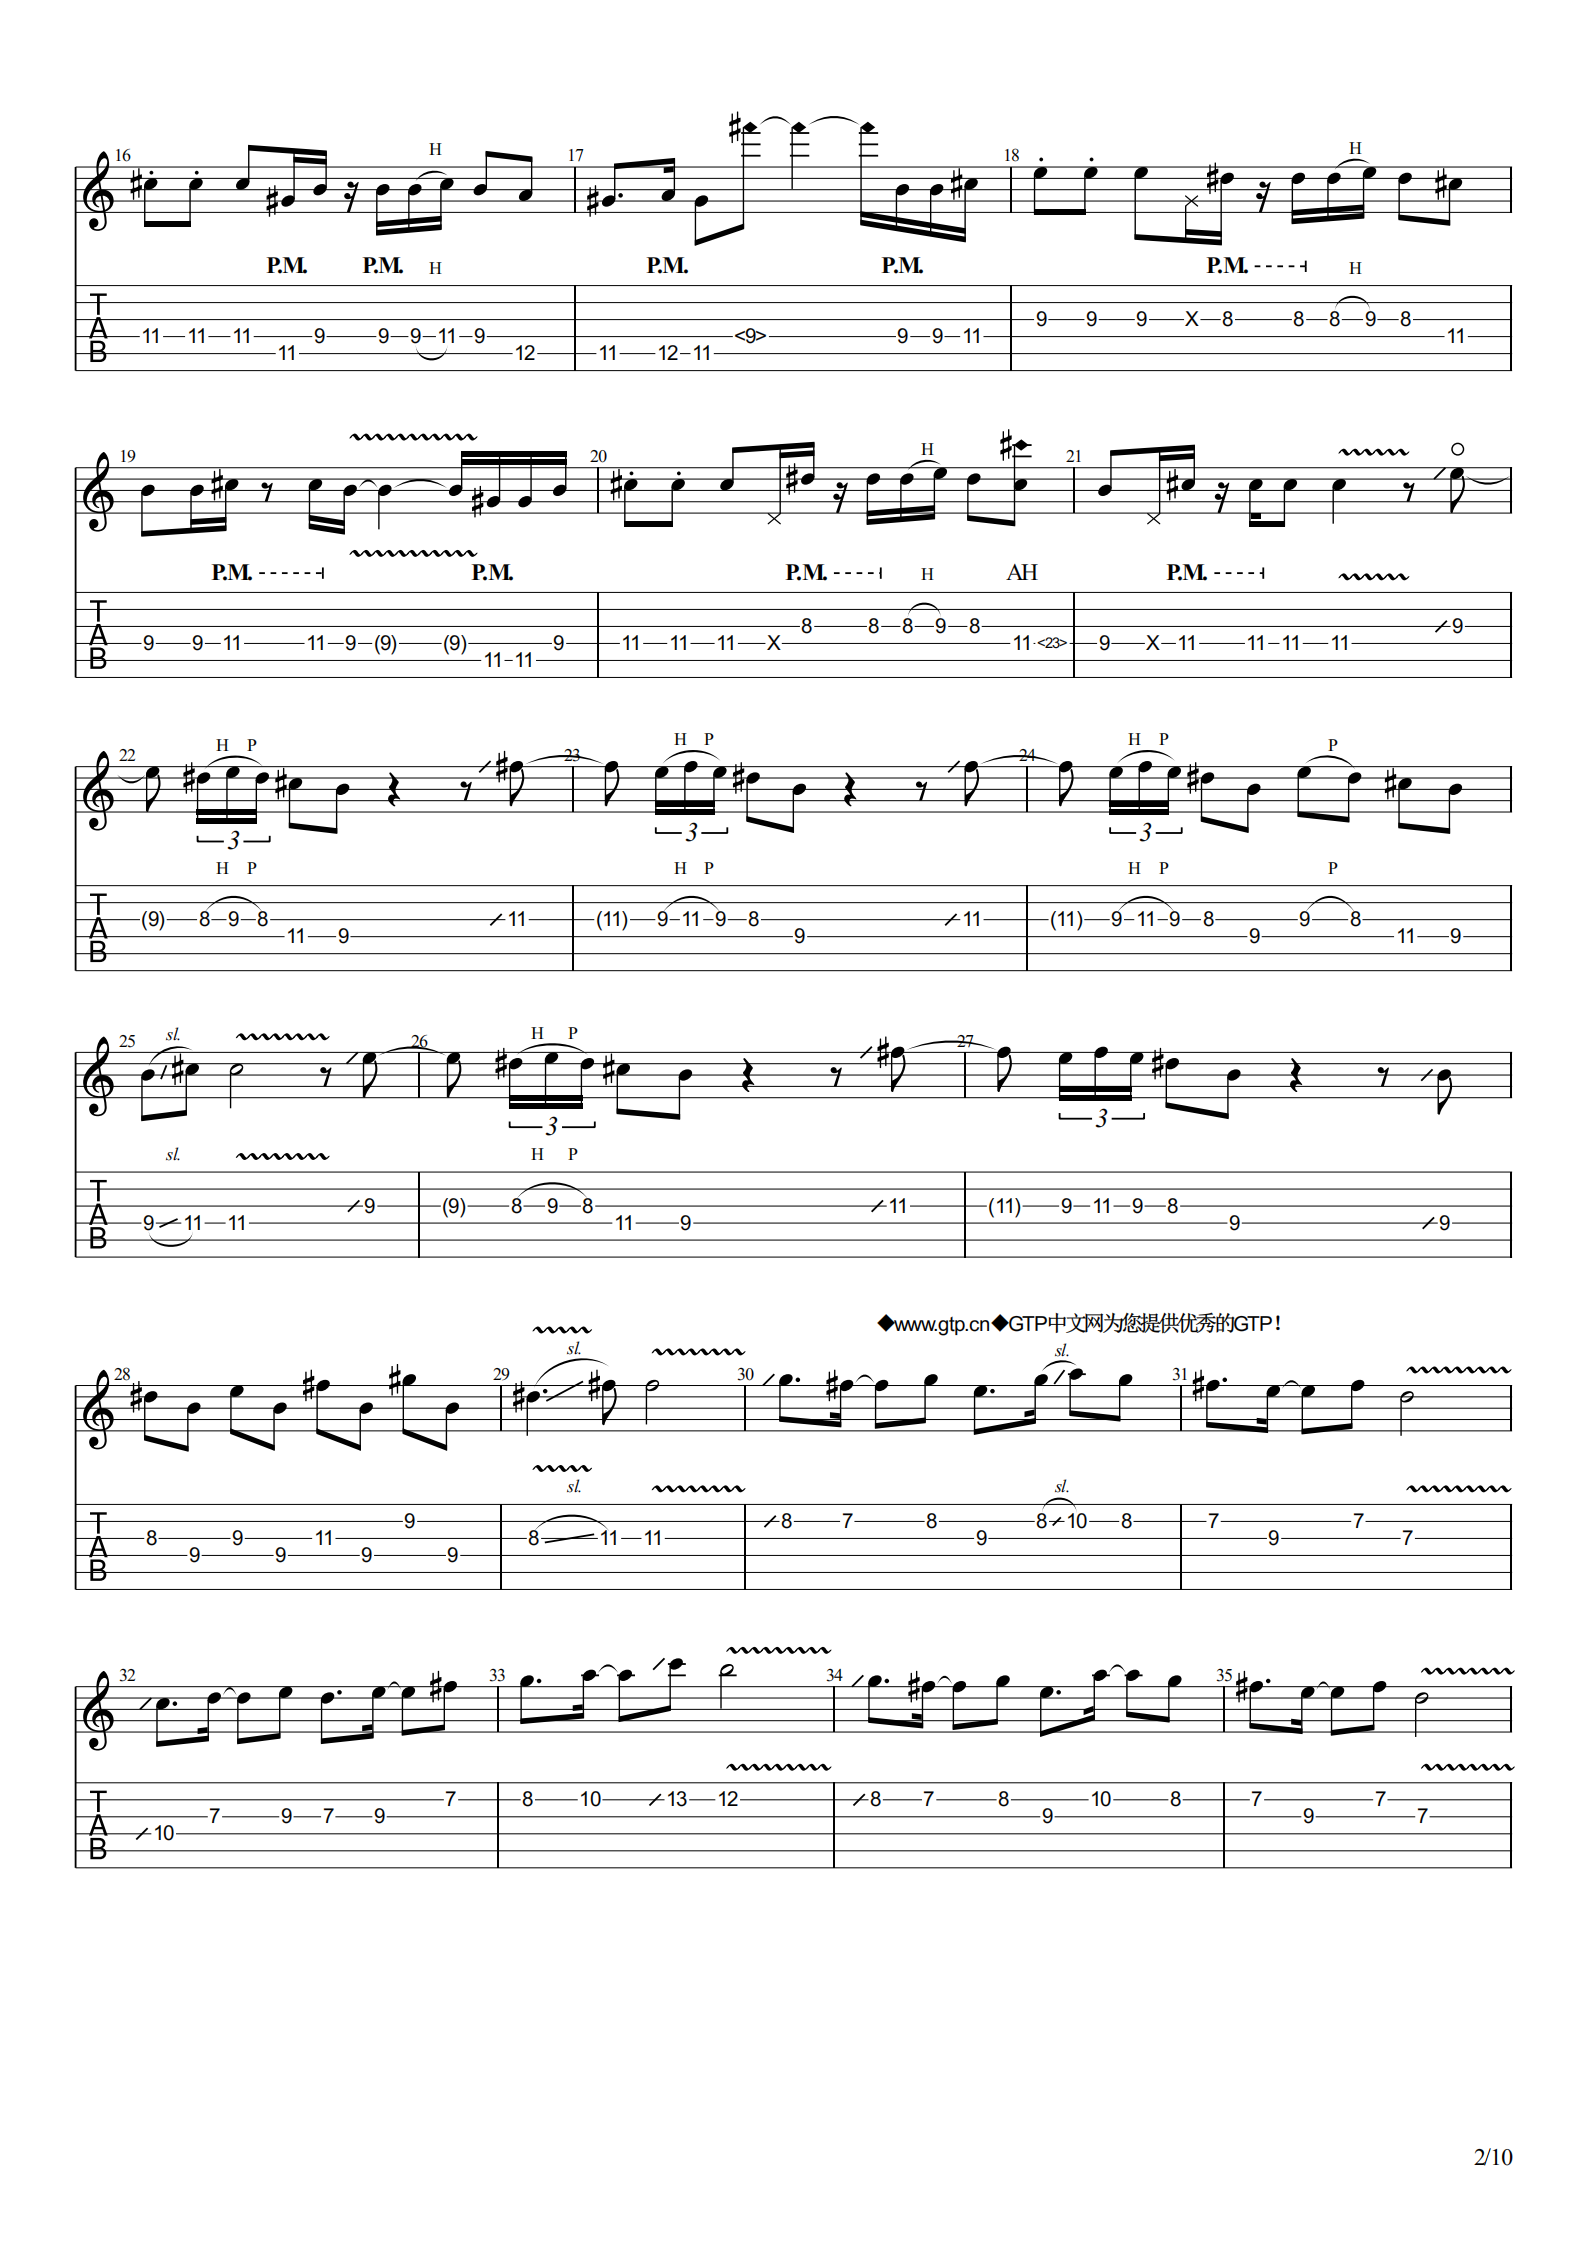 16 H 17 18 H
P.M. P.M. H P.M. P.M. P.M. H
T
A
B
11 11 11 11 9 9 9 11 9 12 11 12 11 <9> 9 9 11 9 9 9 X 8 8 8 9 8 11
19 20 H 21
P.M. P.M. P.M. H AH P.M.
T
A
B
9 9 11 11 9 (9) (9) 11 11 9 11 11 11 X 8 8 8 9 8 11 <23> 9 X 11 11 11 11 9
22 H P 23 H P 24 H P P
3 3 3
H P H P H P P
T
A
B
(9) 8 9 8 11 9 11 (11) 9 11 9 8 9 11 (11) 9 11 9 8 9 9 8 11 9
25 sl. 26 H P 27
3 3
sl. H P
T
A
B
9 11 11 9 (9) 8 9 8 11 9 11 (11) 9 11 9 8 9 9
◆www.gtp.cn◆GTP中文网为您提供优秀的GTP!
28 29 sl. 30 sl. 31
sl. sl.
T
A
B
8 9 9 9 11 9 9 9 8 11 11 8 7 8 9 8 10 8 7 9 7 7
32 33 34 35
T
A
B
10 7 9 7 9 7 8 10 13 12 8 7 8 9 10 8 7 9 7 7
2/10